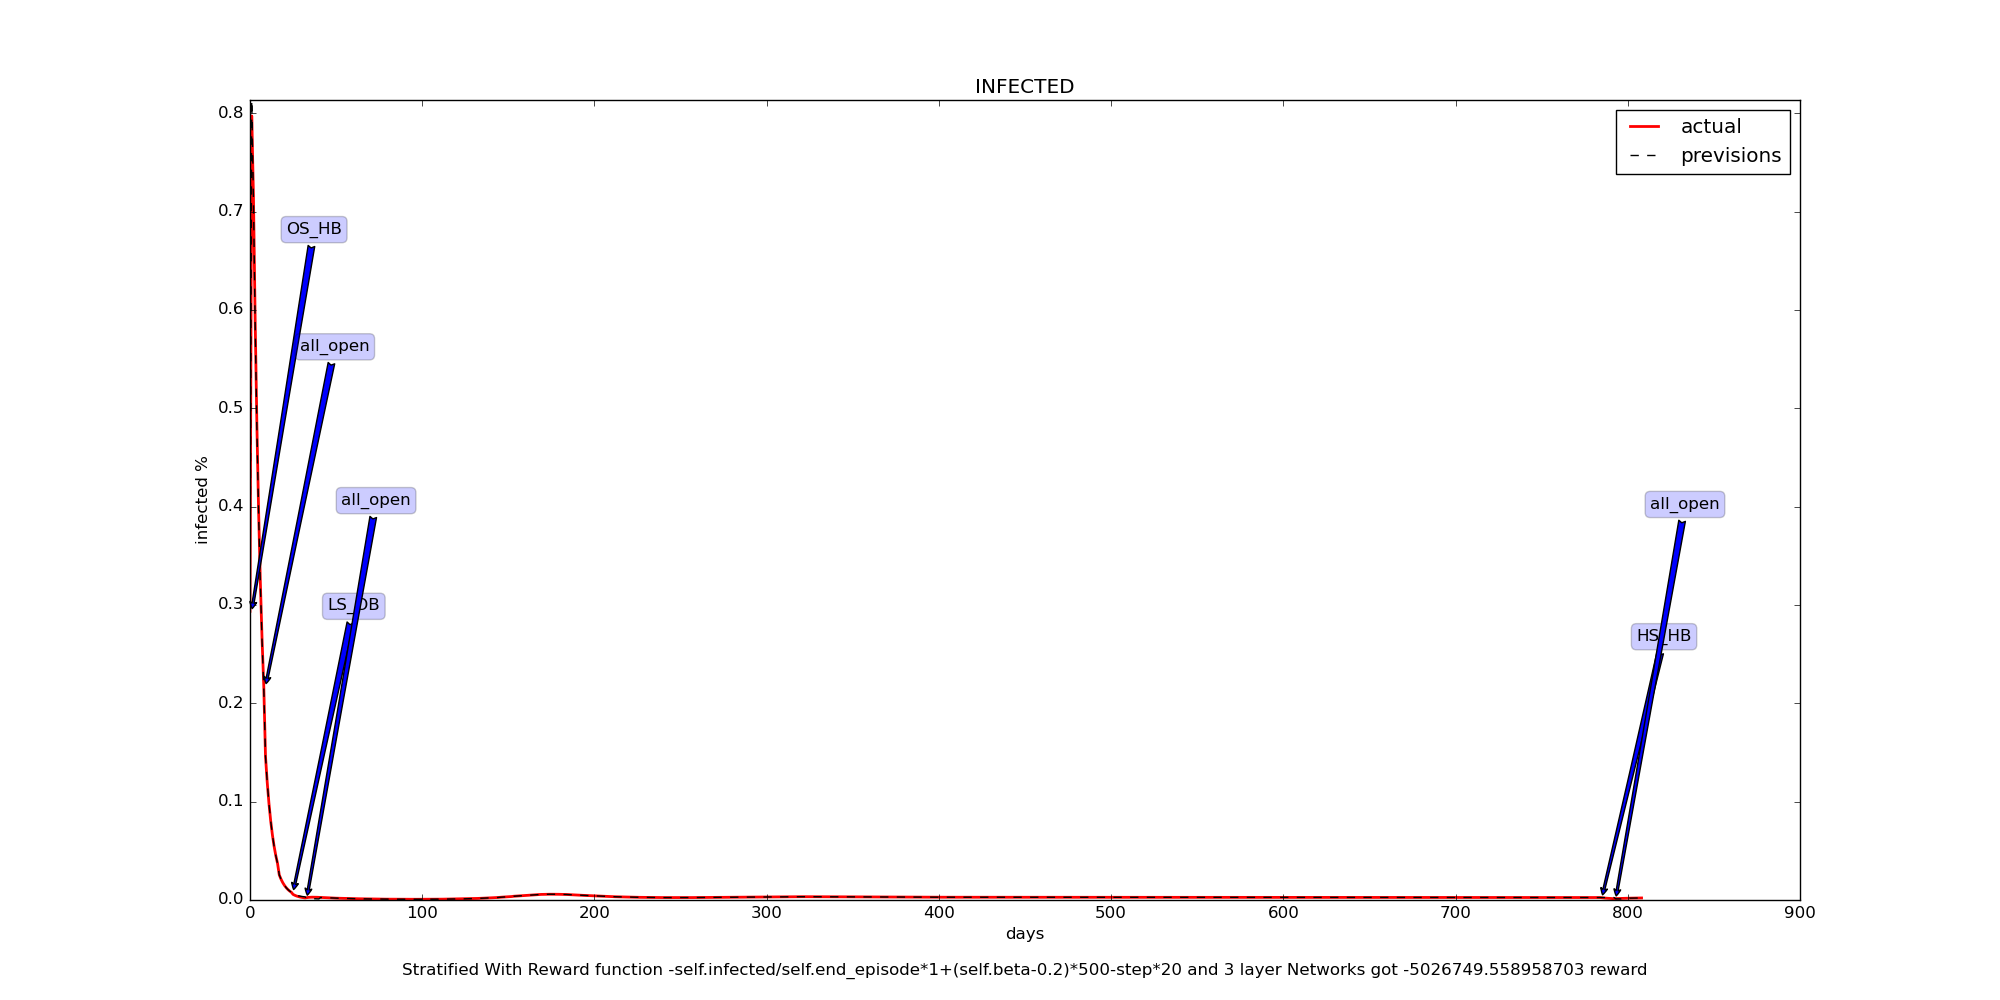 INFECTED
actual
previsions
0.8
0.7
0.6
0.5
0.4
0.3
0.2
0.1
0.0
infected %
OS_HB
all_open
all_open
all_open
HS_HB
0
100
200
300
400
500
600
700
800
900
days
Stratified With Reward function -self.infected/self.end_episode*1+(self.beta-0.2)*500-step*20 and 3 layer Networks got -5026749.558958703 reward